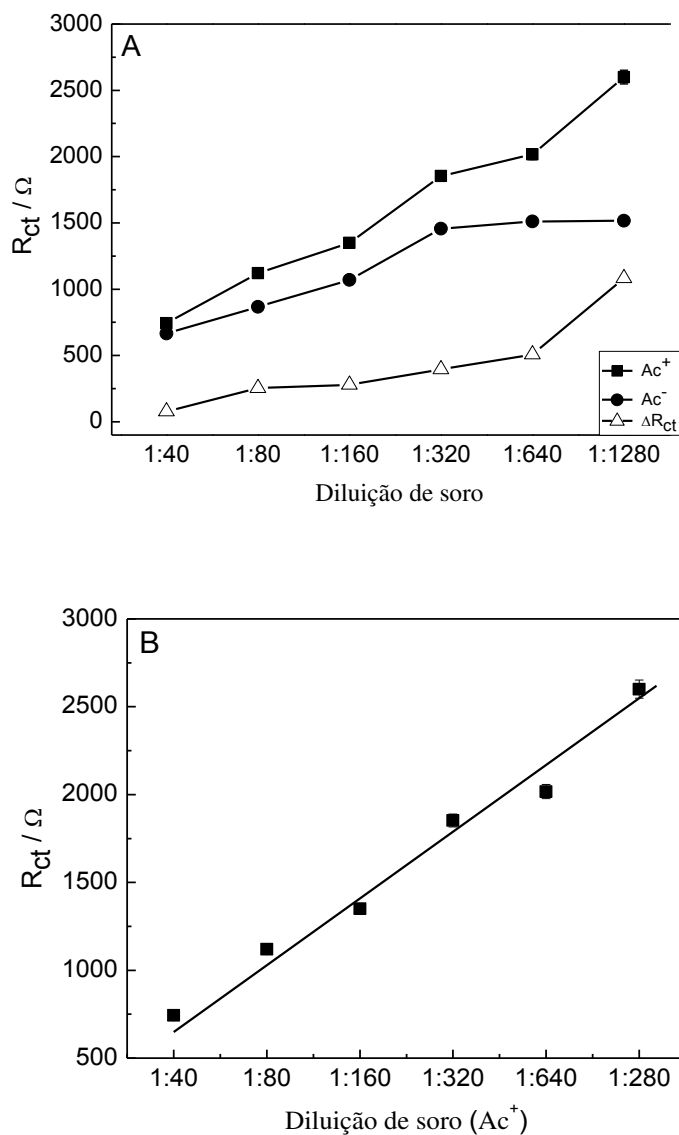 A
3000
2500
2000
1500
1000
500
0
R_ct / Ω
Ac⁺
Ac⁻
ΔR_ct
1:40 1:80 1:160 1:320 1:640 1:1280
Diluição de soro
B
3000
2500
2000
1500
1000
500
R_ct / Ω
1:40 1:80 1:160 1:320 1:640 1:280
Diluição de soro (Ac⁺)